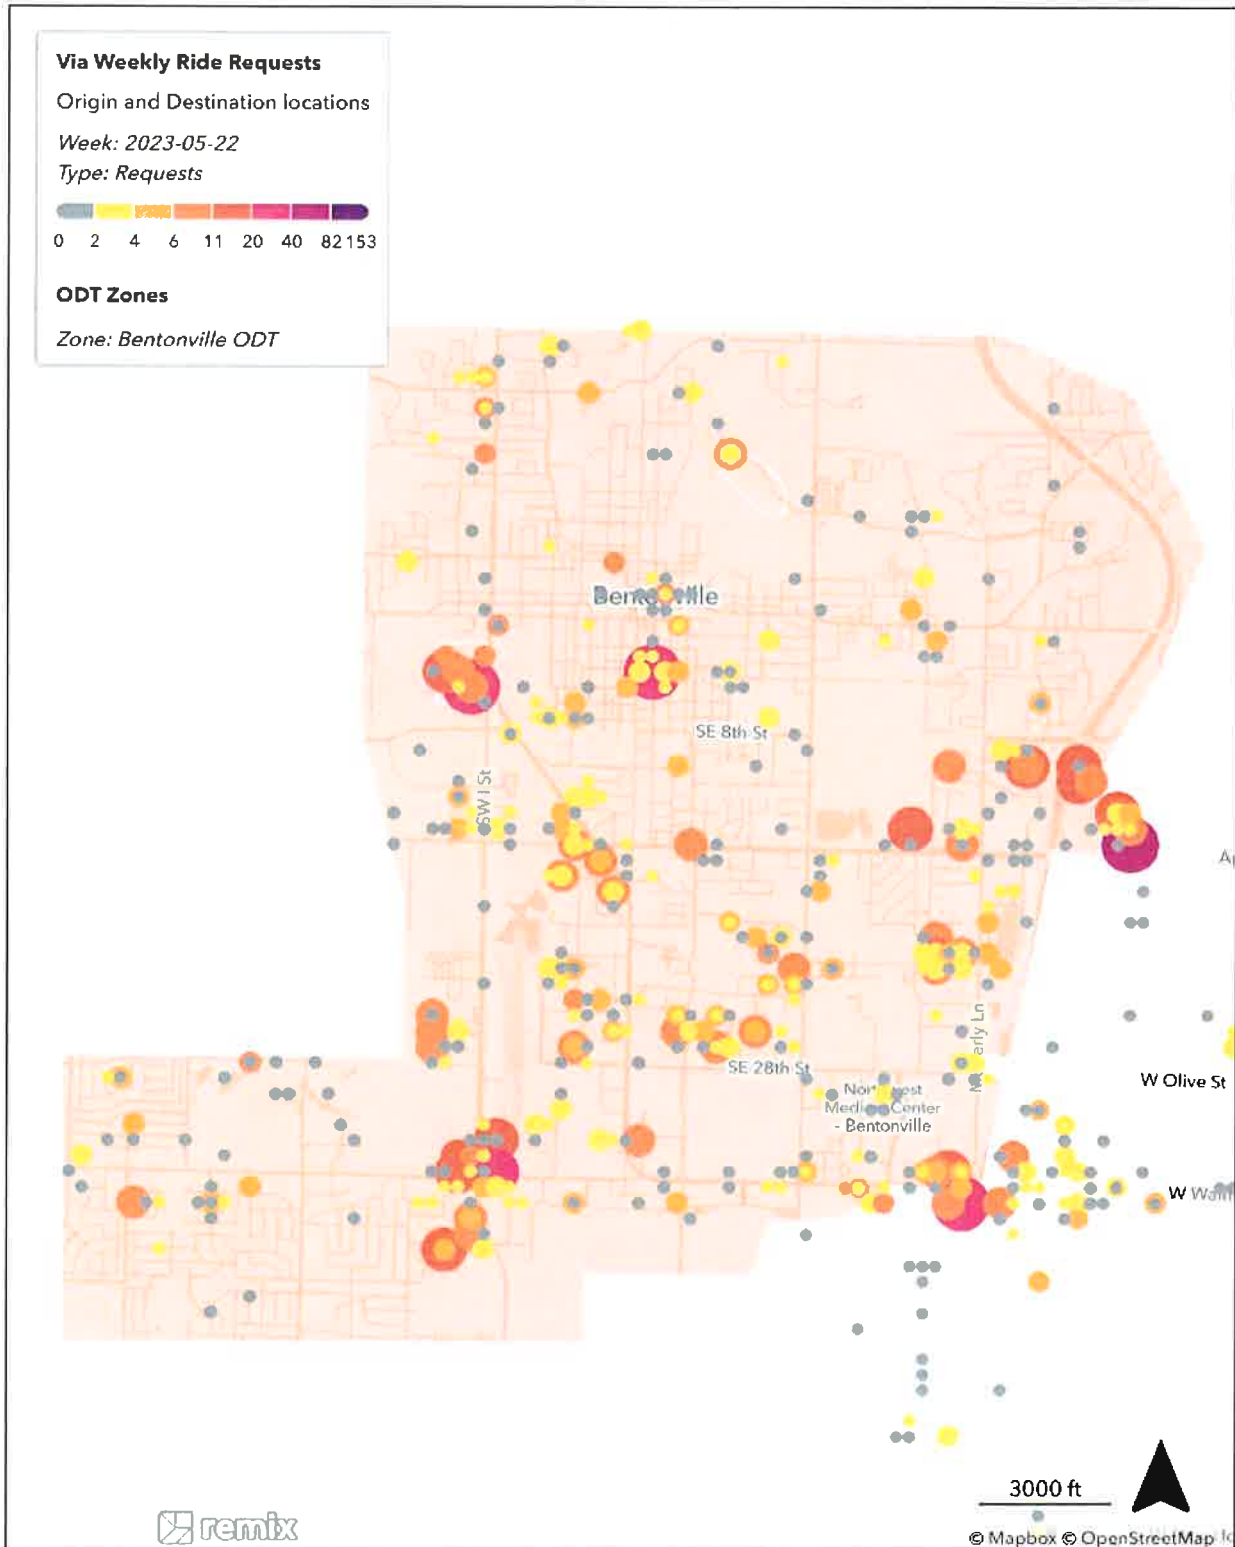 Via Weekly Ride Requests
Origin and Destination locations
Week: 2023-05-22
Type: Requests
0 2 4 6 11 20 40 82 153
ODT Zones
Zone: Bentonville ODT
SE 8th St
SW I St
SE 28th St
W Olive St
Center
- Bentonville
W
3000 ft
remix
© Mapbox © OpenStreetMap